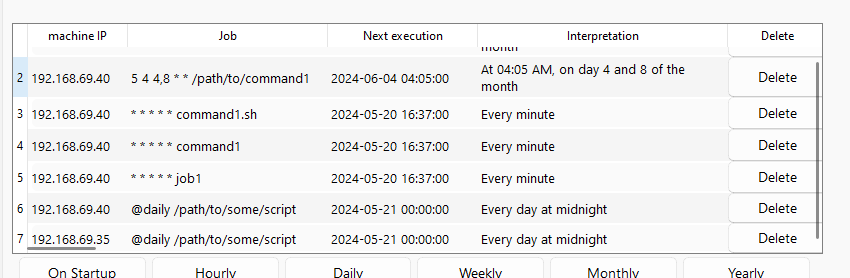 machine IP Job Next execution Interpretation Delete
month
2 192.168.69.40 5 4 4,8 * * /path/to/command1 2024-06-04 04:05:00 At 04:05 AM, on day 4 and 8 of the month Delete
3 192.168.69.40 * * * * * command1.sh 2024-05-20 16:37:00 Every minute Delete
4 192.168.69.40 * * * * * command1 2024-05-20 16:37:00 Every minute Delete
5 192.168.69.40 * * * * * job1 2024-05-20 16:37:00 Every minute Delete
6 192.168.69.40 @daily /path/to/some/script 2024-05-21 00:00:00 Every day at midnight Delete
7 192.168.69.35 @daily /path/to/some/script 2024-05-21 00:00:00 Every day at midnight Delete
On Startup Hourly Daily Weekly Monthly Yearly